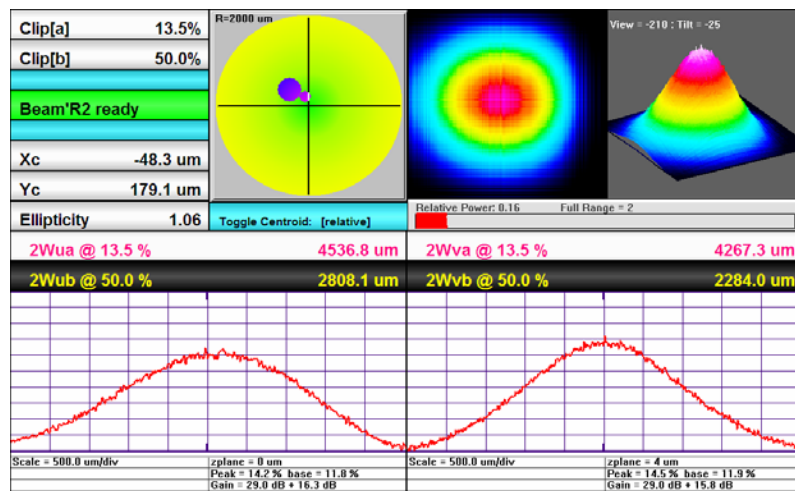 Clip[a] 13.5%
Clip[b] 50.0%
Beam'R2 ready
Xc -48.3 um
Yc 179.1 um
Ellipticity 1.06
R=2000 um
Toggle Centroid: [relative]
View = -210 : Tilt = -25
Relative Power: 0.16 Full Range = 2
2Wua @ 13.5 % 4536.8 um
2Wub @ 50.0 % 2808.1 um
2Wva @ 13.5 % 4267.3 um
2Wvb @ 50.0 % 2284.0 um
Scale = 500.0 um/div
zplane = 0 um
Peak = 14.2 % base = 11.8 %
Gain = 29.0 dB + 16.3 dB
Scale = 500.0 um/div
zplane = 4 um
Peak = 14.5 % base = 11.9 %
Gain = 29.0 dB + 15.8 dB